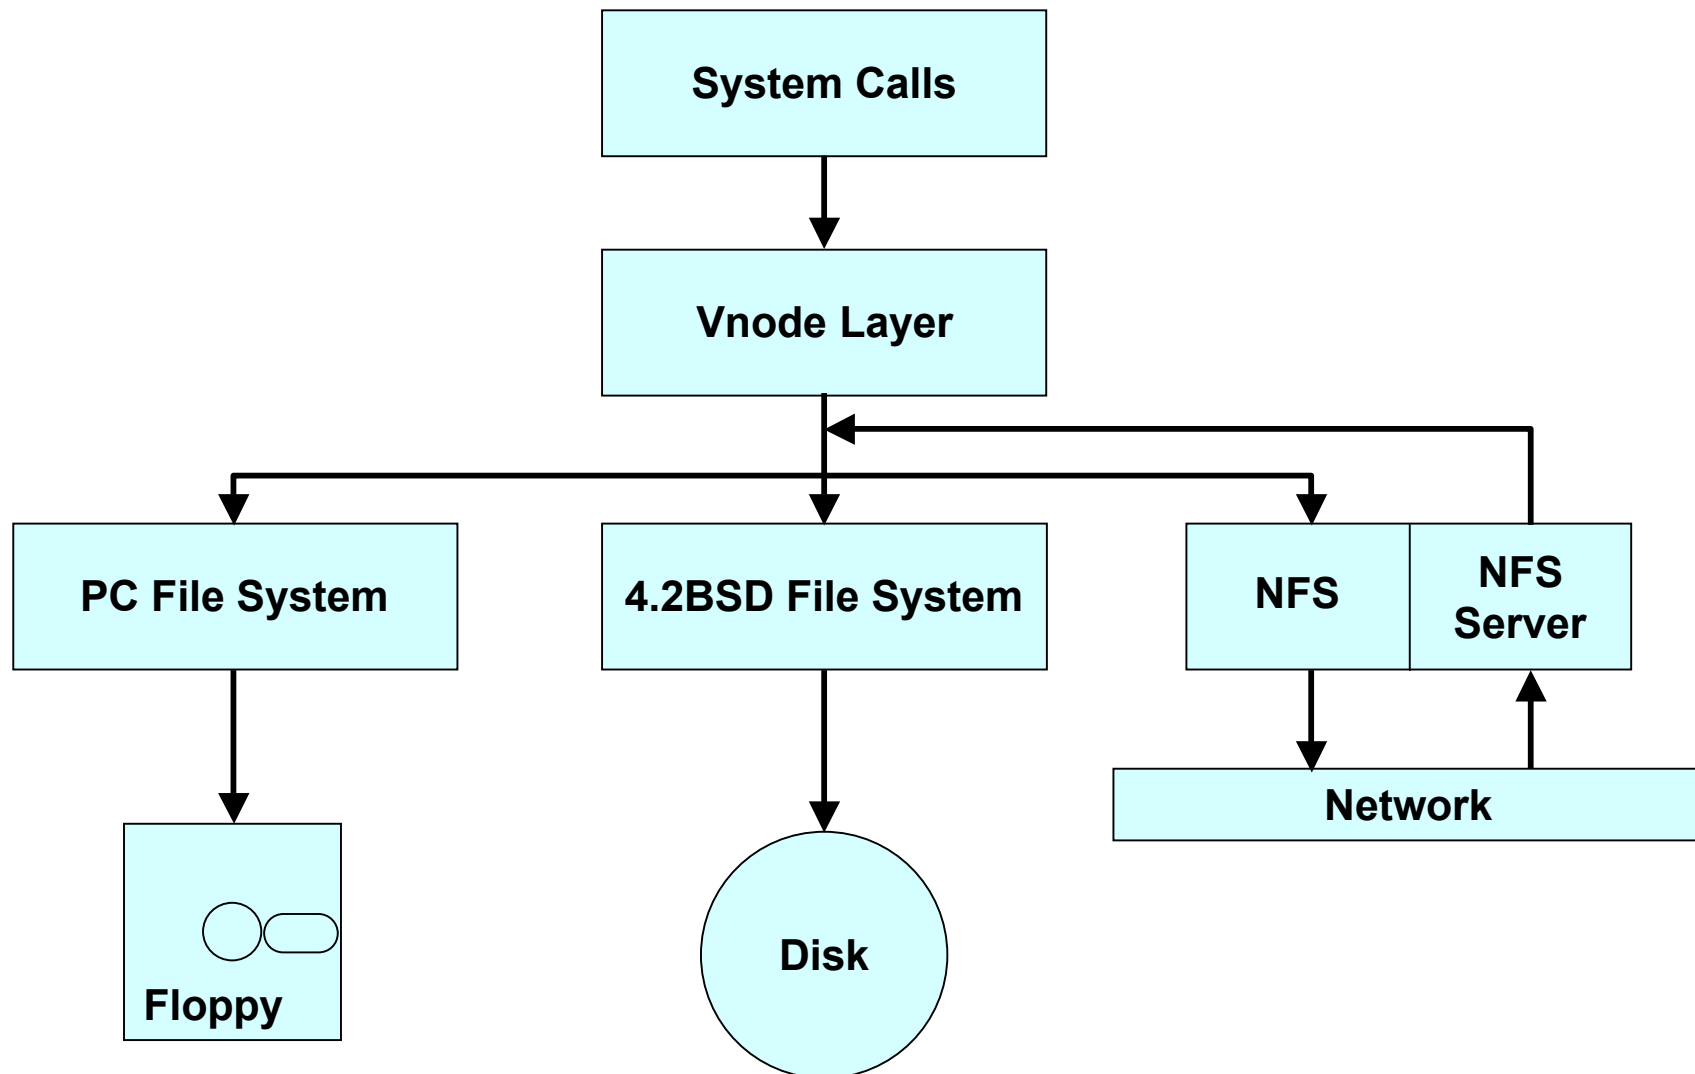 System Calls
Vnode Layer
PC File System
4.2BSD File System
NFS
NFS
Server
Network
Floppy
Disk